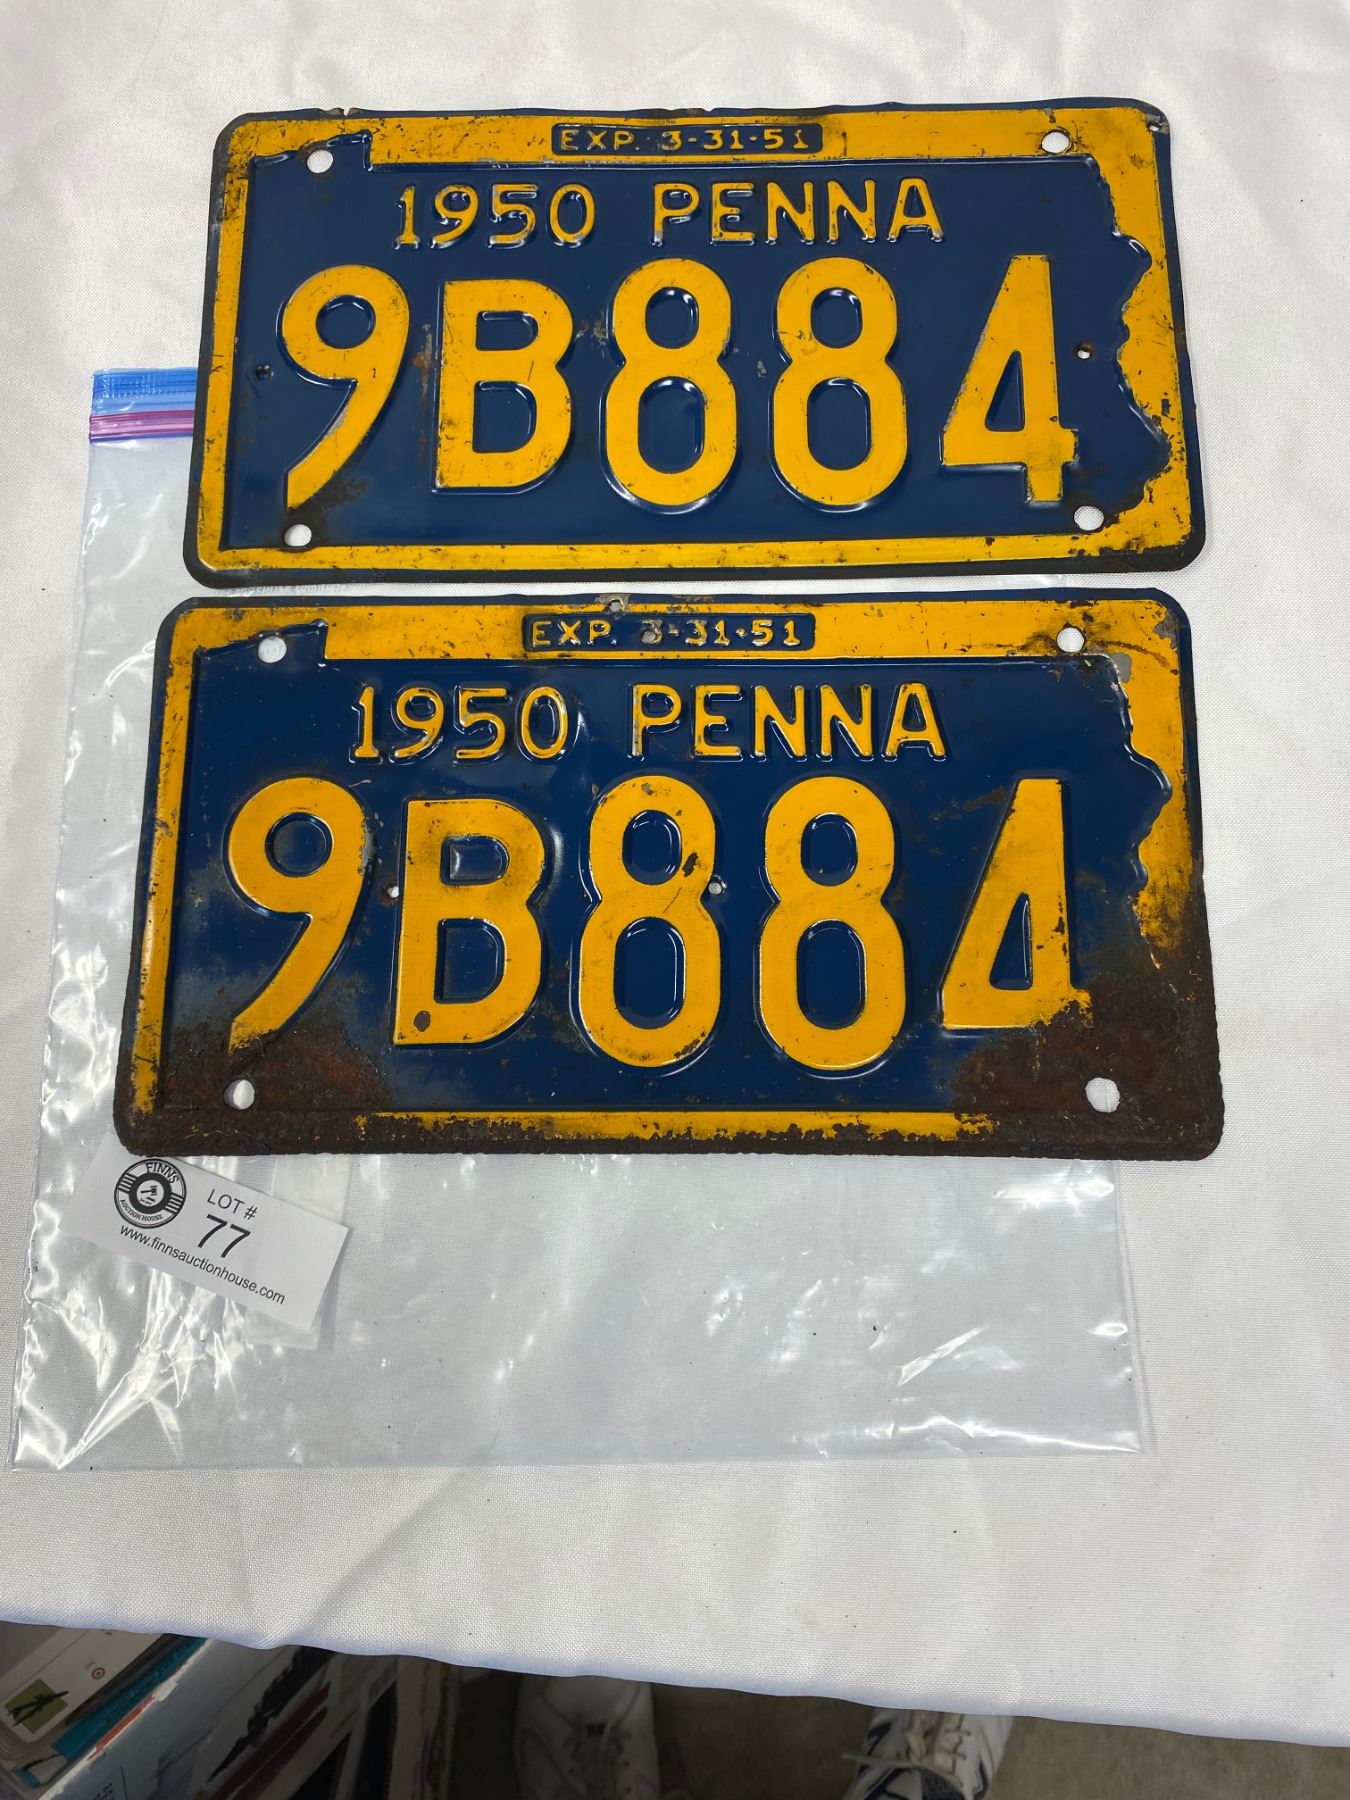 EXP. 3-31-51
1950 PENNA
9B884
EXP. 3-31-51
1950 PENNA
9B884
FINNS
AUCTION HOUSE
LOT #
77
www.finnsauctionhouse.com